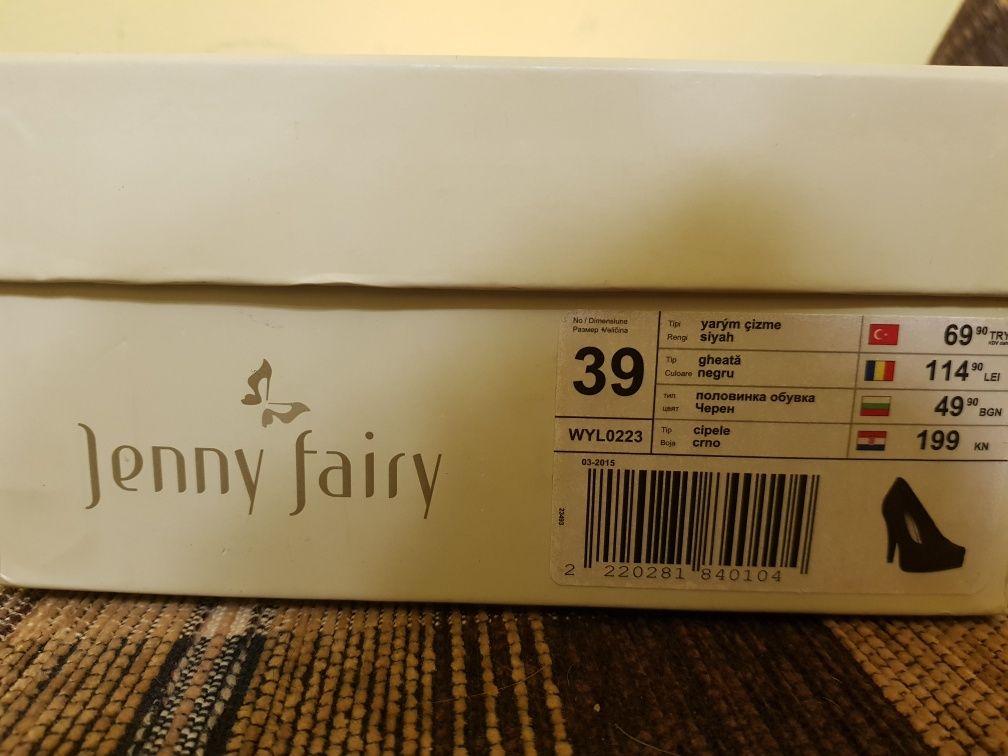 Jenny fairy
No / Dimensiune
Размер Veličina
39
WYL0223
Tipi yarým çizme
Rengi siyah
69 90 TRY
Tip gheată
Culoare negru
114 90 LEI
тип половинка обувка
цвят Черен
49 90 BGN
Tip cipele
Boja crno
199 KN
03-2015
23493
2 220281 840104